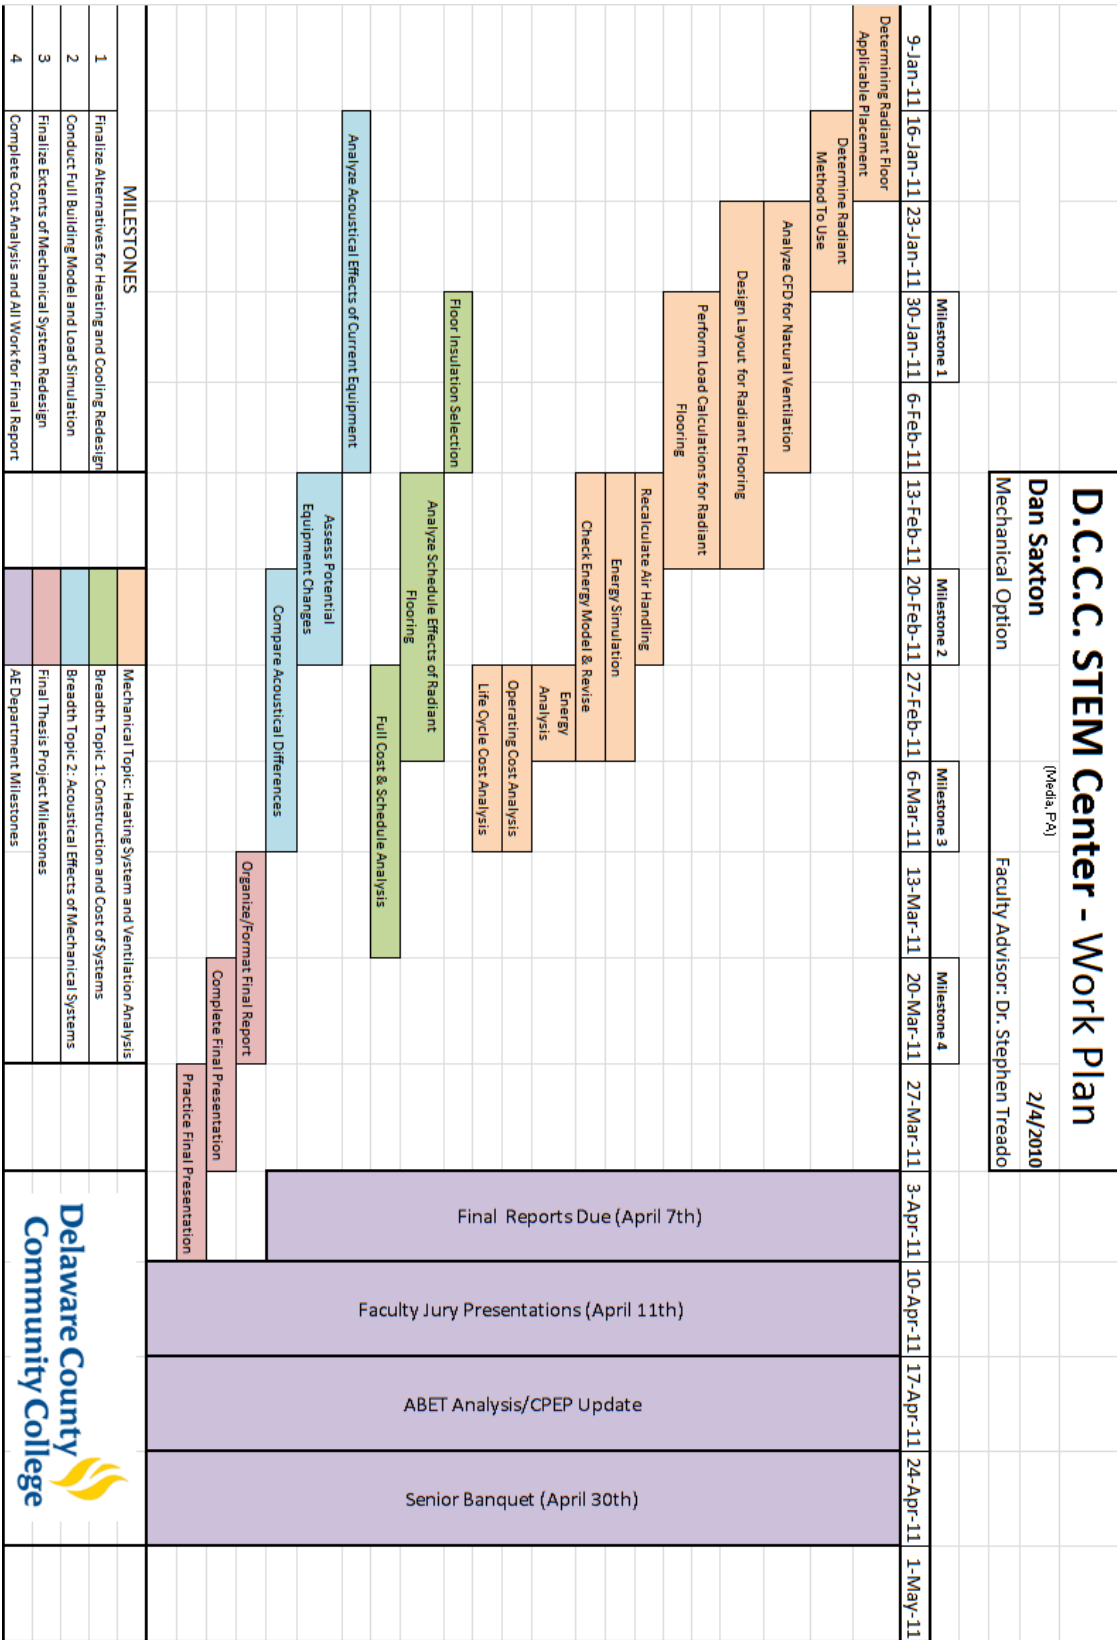 D.C.C.C. STEM Center - Work Plan
Dan Saxton
(Media, PA)
2/4/2010
Mechanical Option
Faculty Advisor: Dr. Stephen Treado
Milestone 1
Milestone 2
Milestone 3
Milestone 4
9-Jan-11
16-Jan-11
23-Jan-11
30-Jan-11
6-Feb-11
13-Feb-11
20-Feb-11
27-Feb-11
6-Mar-11
13-Mar-11
20-Mar-11
27-Mar-11
3-Apr-11
10-Apr-11
17-Apr-11
24-Apr-11
1-May-11
Determining Radiant Floor
Applicable Placement
Determine Radiant
Method To Use
Analyze CFD for Natural Ventilation
Design Layout for Radiant Flooring
Perform Load Calculations for Radiant
Flooring
Recalculate Air Handling
Energy Simulation
Check Energy Model & Revise
Energy
Analysis
Operating Cost Analysis
Life Cycle Cost Analysis
Floor Insulation Selection
Analyze Schedule Effects of Radiant
Flooring
Full Cost & Schedule Analysis
Analyze Acoustical Effects of Current Equipment
Assess Potential
Equipment Changes
Compare Acoustical Differences
Organize/Format Final Report
Complete Final Presentation
Practice Final Presentation
Final Reports Due (April 7th)
Faculty Jury Presentations (April 11th)
ABET Analysis/CPEP Update
Senior Banquet (April 30th)
MILESTONES
1 Finalize Alternatives for Heating and Cooling Redesign
2 Conduct Full Building Model and Load Simulation
3 Finalize Extents of Mechanical System Redesign
4 Complete Cost Analysis and All Work for Final Report
Mechanical Topic: Heating System and Ventilation Analysis
Breadth Topic 1: Construction and Cost of Systems
Breadth Topic 2: Acoustical Effects of Mechanical Systems
Final Thesis Project Milestones
AE Department Milestones
Delaware County
Community College